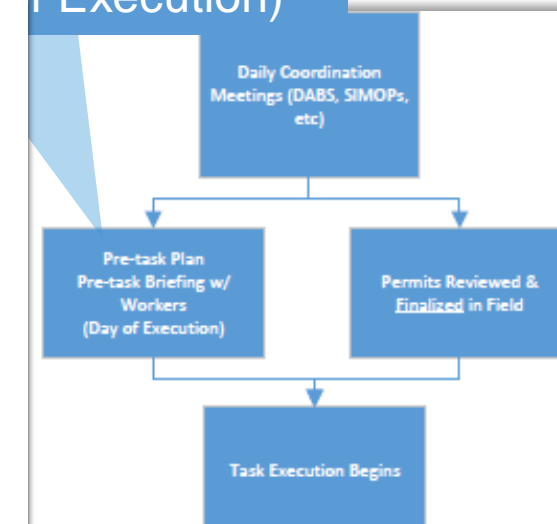 Execution)
Daily Coordination
Meetings (DABS, SIMOPs,
etc)
Pre-task Plan
Pre-task Briefing w/
Workers
(Day of Execution)
Permits Reviewed &
Finalized in Field
Task Execution Begins